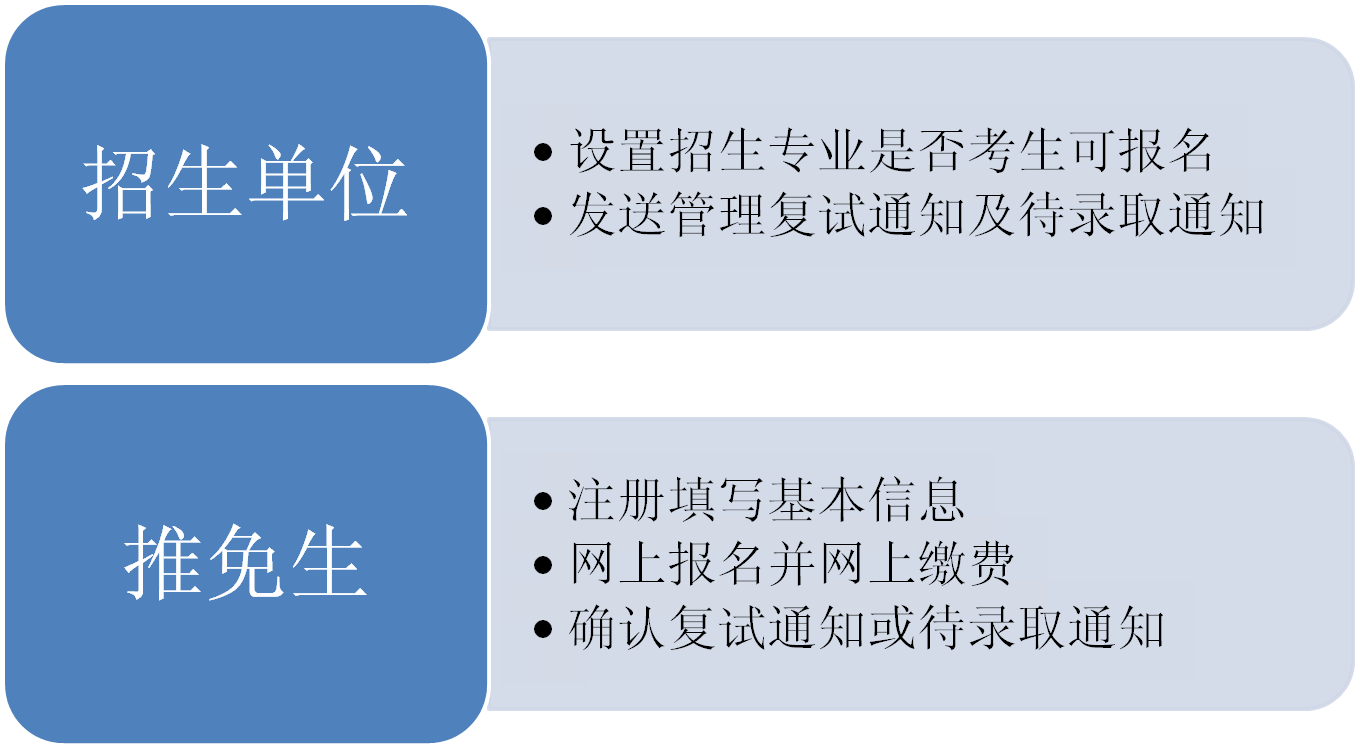 招生单位
• 设置招生专业是否考生可报名
• 发送管理复试通知及待录取通知
推免生
• 注册填写基本信息
• 网上报名并网上缴费
• 确认复试通知或待录取通知